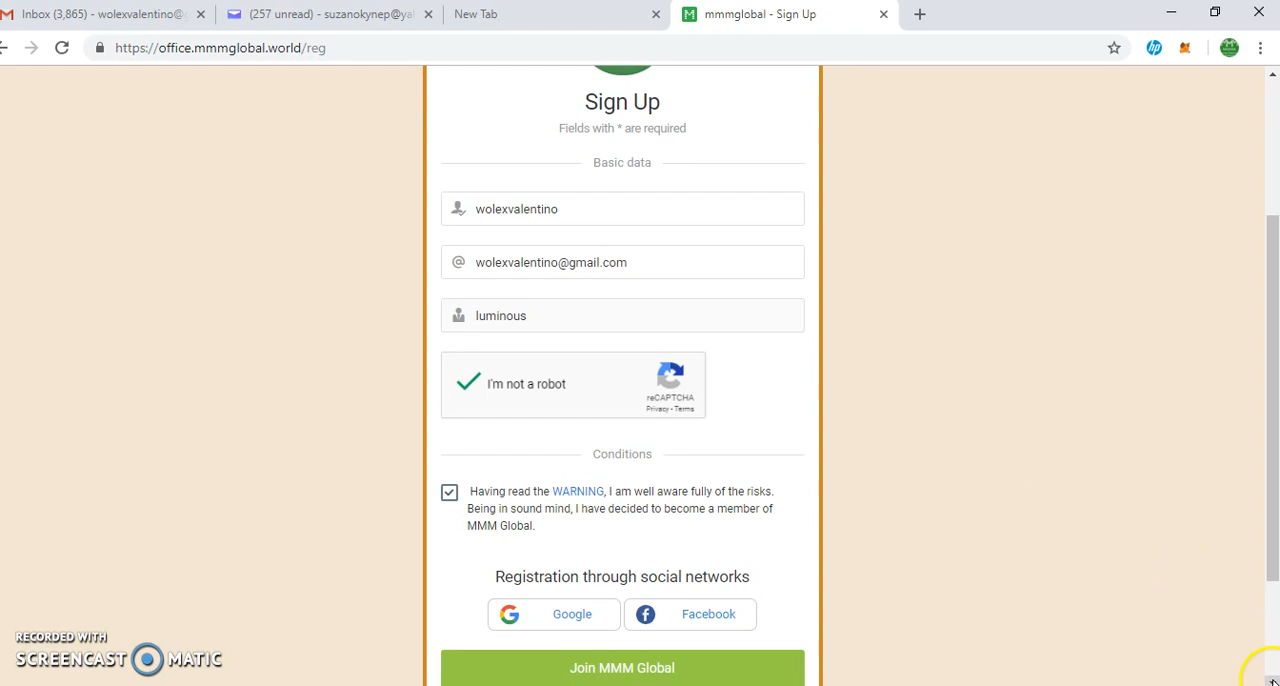 Inbox (3,865) - wolexvalentino@g
(257 unread) - suzanokynep@ya
New Tab
mmmglobal - Sign Up
https://office.mmmglobal.world/reg
hp
M
Sign Up
Fields with * are required
Basic data
wolexvalentino
@ wolexvalentino@gmail.com
luminous
I'm not a robot
reCAPTCHA
Privacy - Terms
Conditions
Having read the WARNING, I am well aware fully of the risks.
Being in sound mind, I have decided to become a member of
MMM Global.
Registration through social networks
Google
Facebook
Join MMM Global
RECORDED WITH
SCREENCAST MATIC